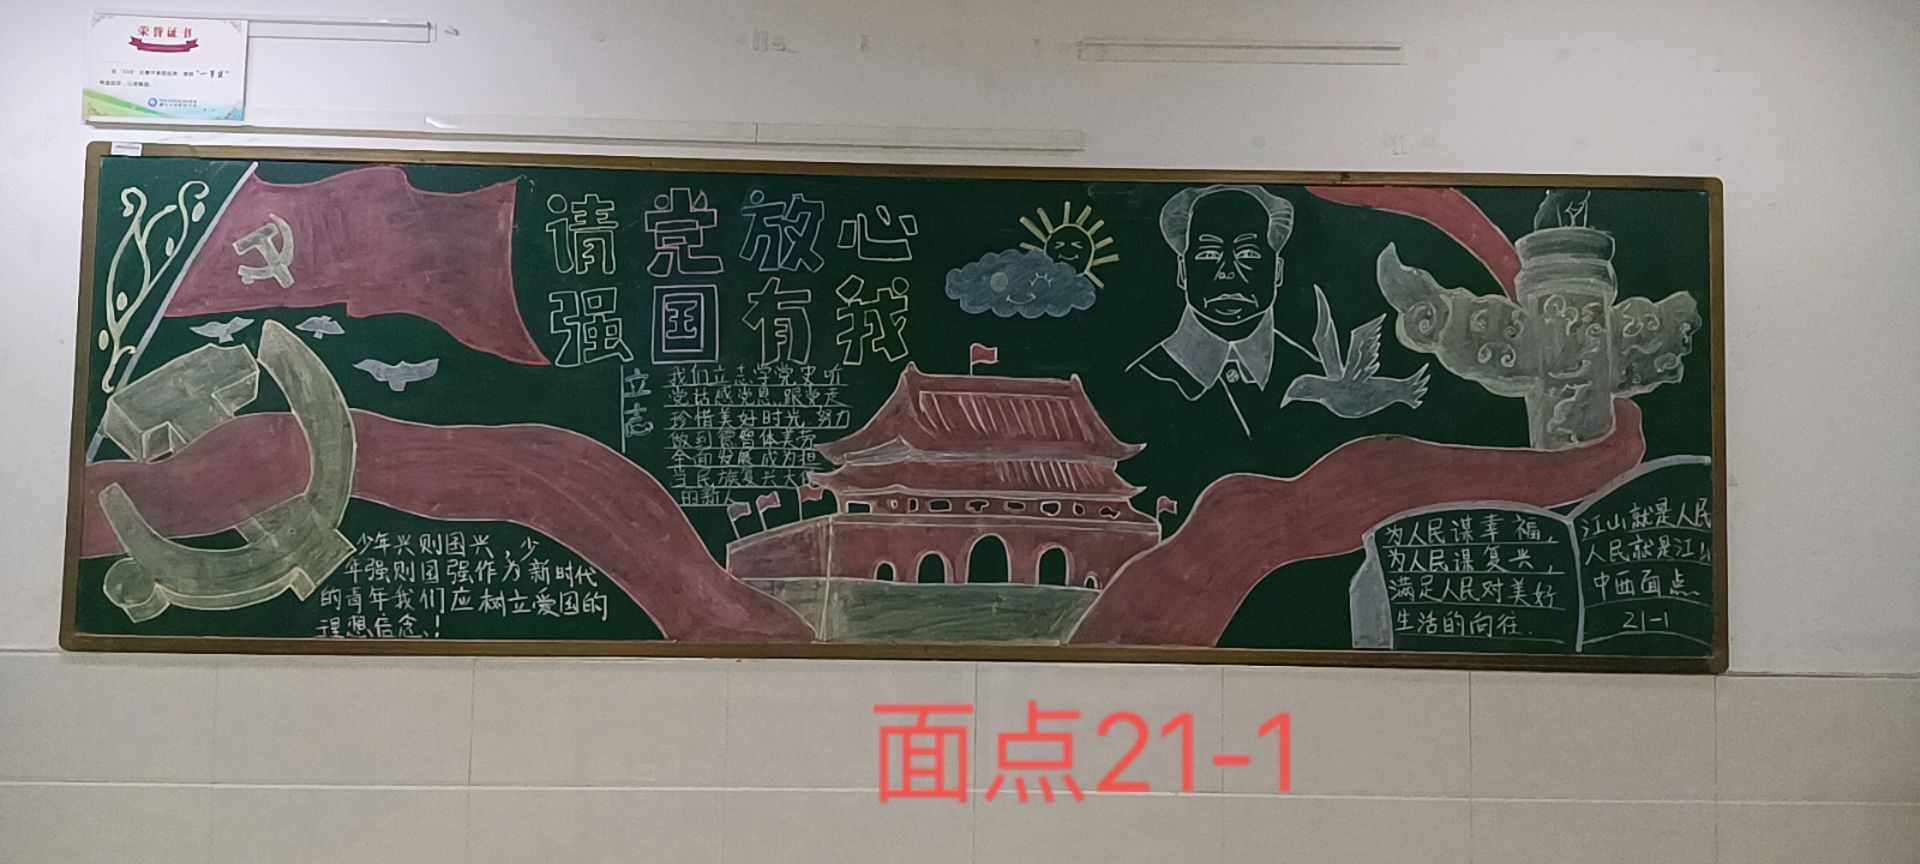 荣誉证书
请党放心
强国有我
立志
我们立志学党史听
党话感党恩跟党走
珍惜美好时光努力
做到德智体美劳
全面发展成为担
当民族复兴大任
的新人
少年兴则国兴，少
年强则国强作为新时代
的青年我们应树立爱国的
理想信念！
为人民谋幸福，
为人民谋复兴，
满足人民对美好
生活的向往.
江山就是人民
人民就是江山
中西面点
21-1
面点21-1